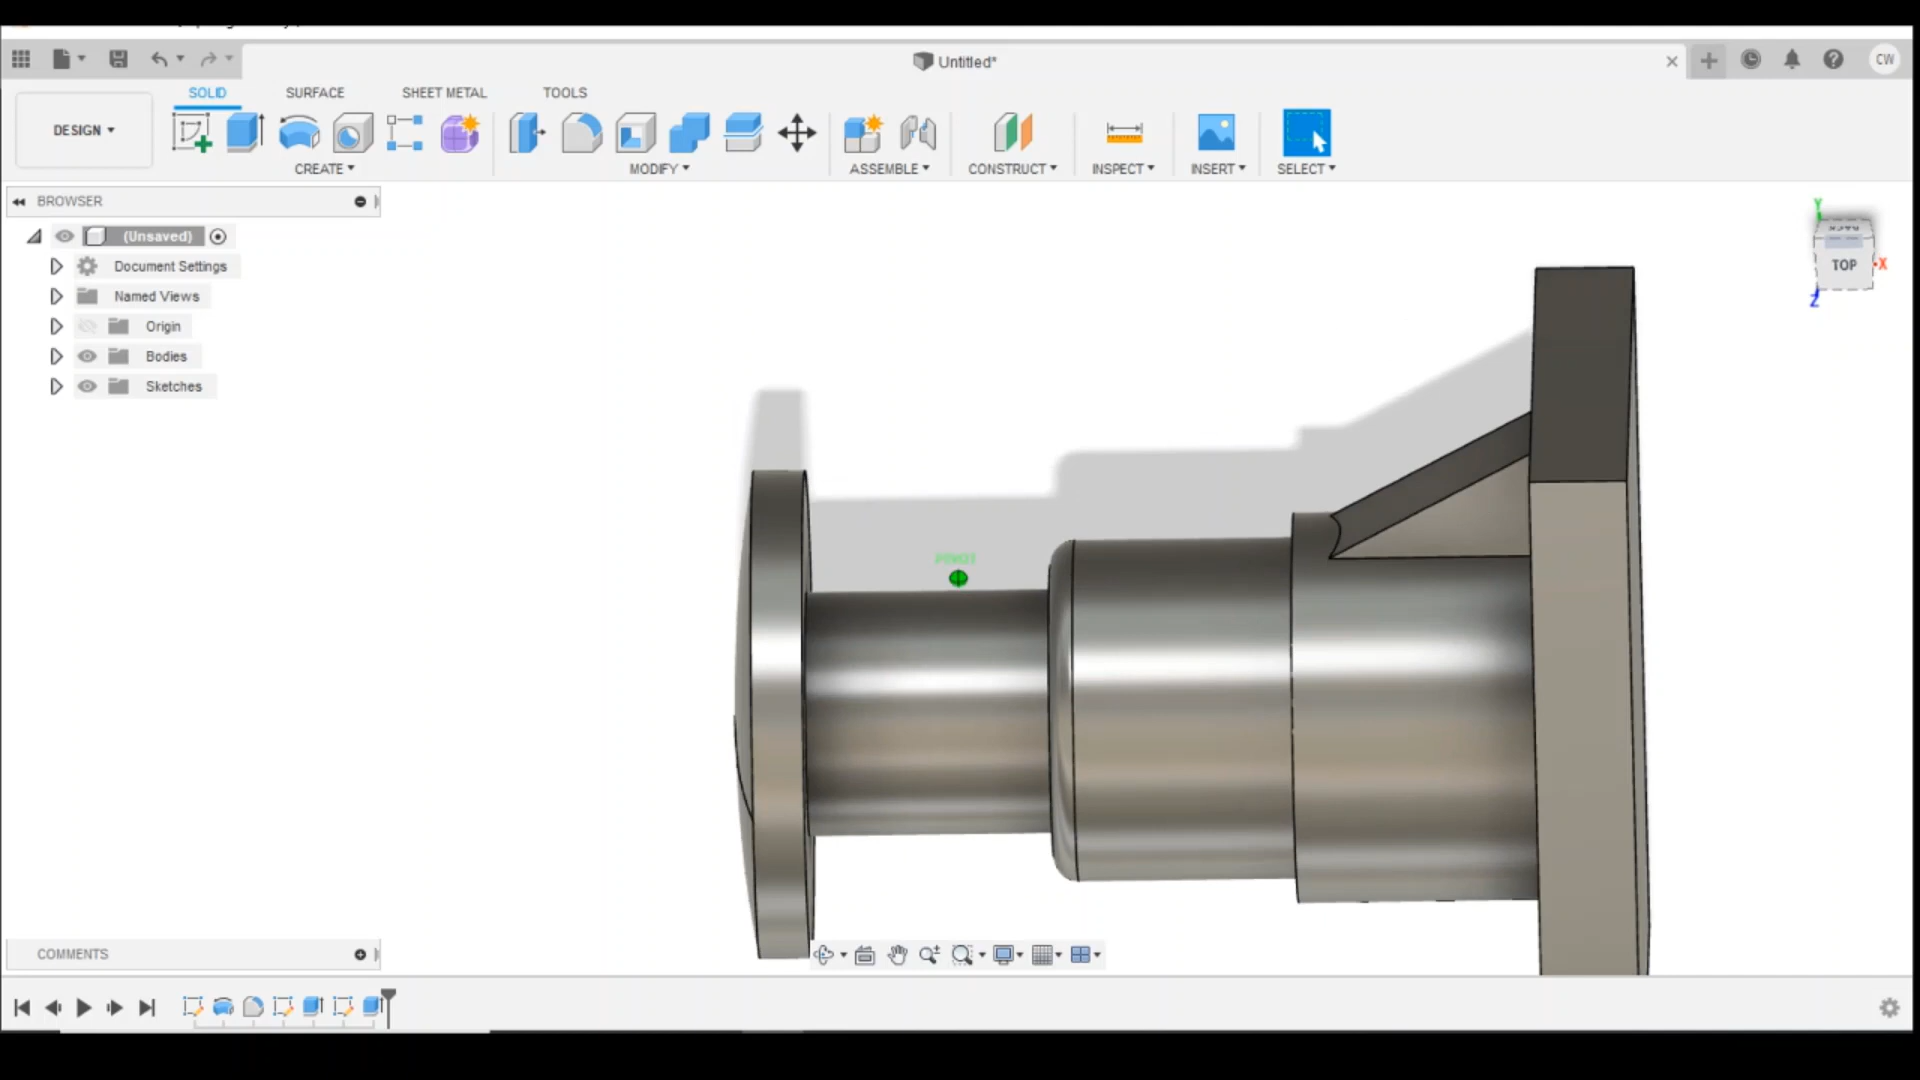 Untitled*
CW
SOLID
SURFACE
SHEET METAL
TOOLS
DESIGN
CREATE
MODIFY
ASSEMBLE
CONSTRUCT
INSPECT
INSERT
SELECT
BROWSER
(Unsaved)
Document Settings
Named Views
Origin
Bodies
Sketches
Y
TOP
X
Z
PIVOT
COMMENTS